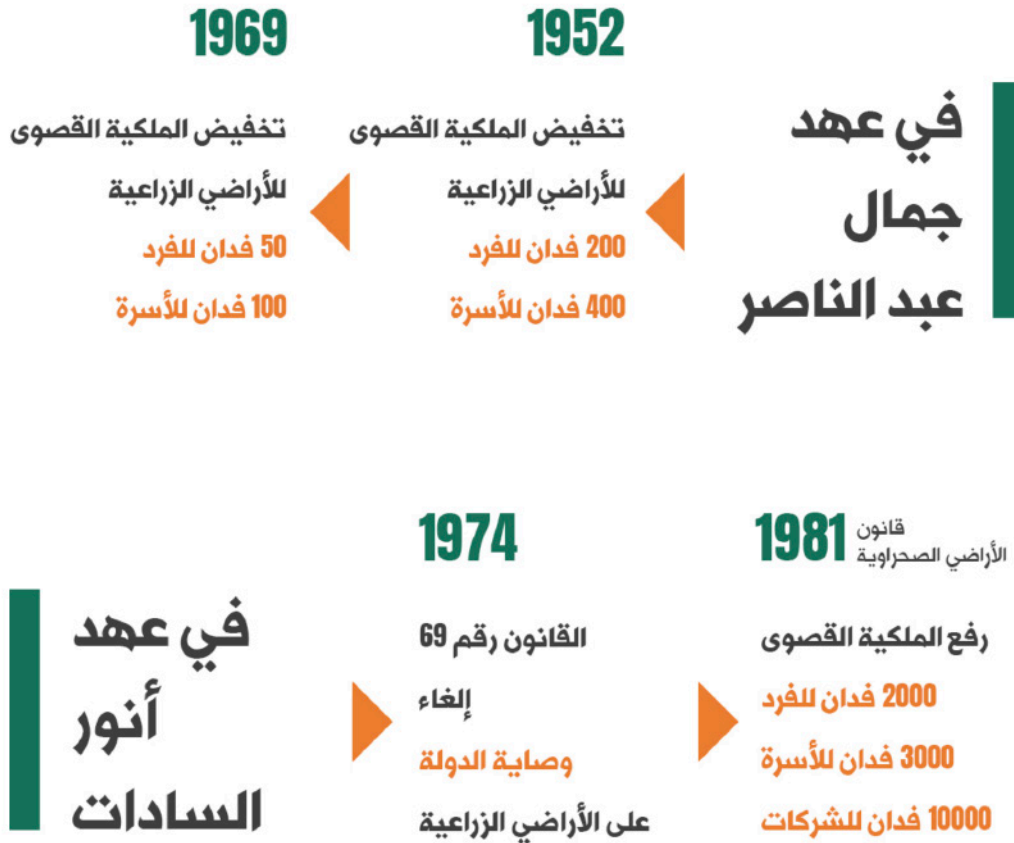 في عهد
جمال
عبد الناصر
1952
تخفيض الملكية القصوى
للأراضي الزراعية
200 فدان للفرد
400 فدان للأسرة
1969
تخفيض الملكية القصوى
للأراضي الزراعية
50 فدان للفرد
100 فدان للأسرة
في عهد
أنور
السادات
1974
القانون رقم 69
إلغاء
وصاية الدولة
على الأراضي الزراعية
1981
قانون
الأراضي الصحراوية
رفع الملكية القصوى
2000 فدان للفرد
3000 فدان للأسرة
10000 فدان للشركات